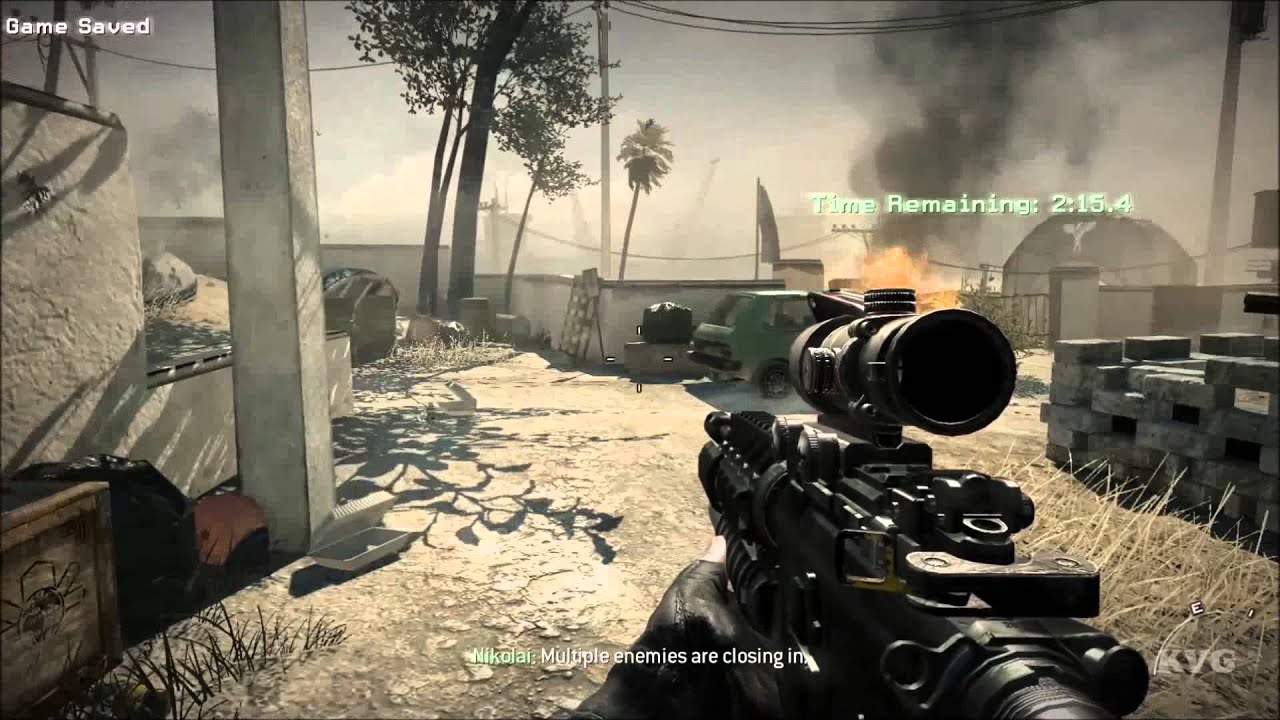 Game Saved
Time Remaining: 2:15.4
Nikolai: Multiple enemies are closing in.
E
KVG